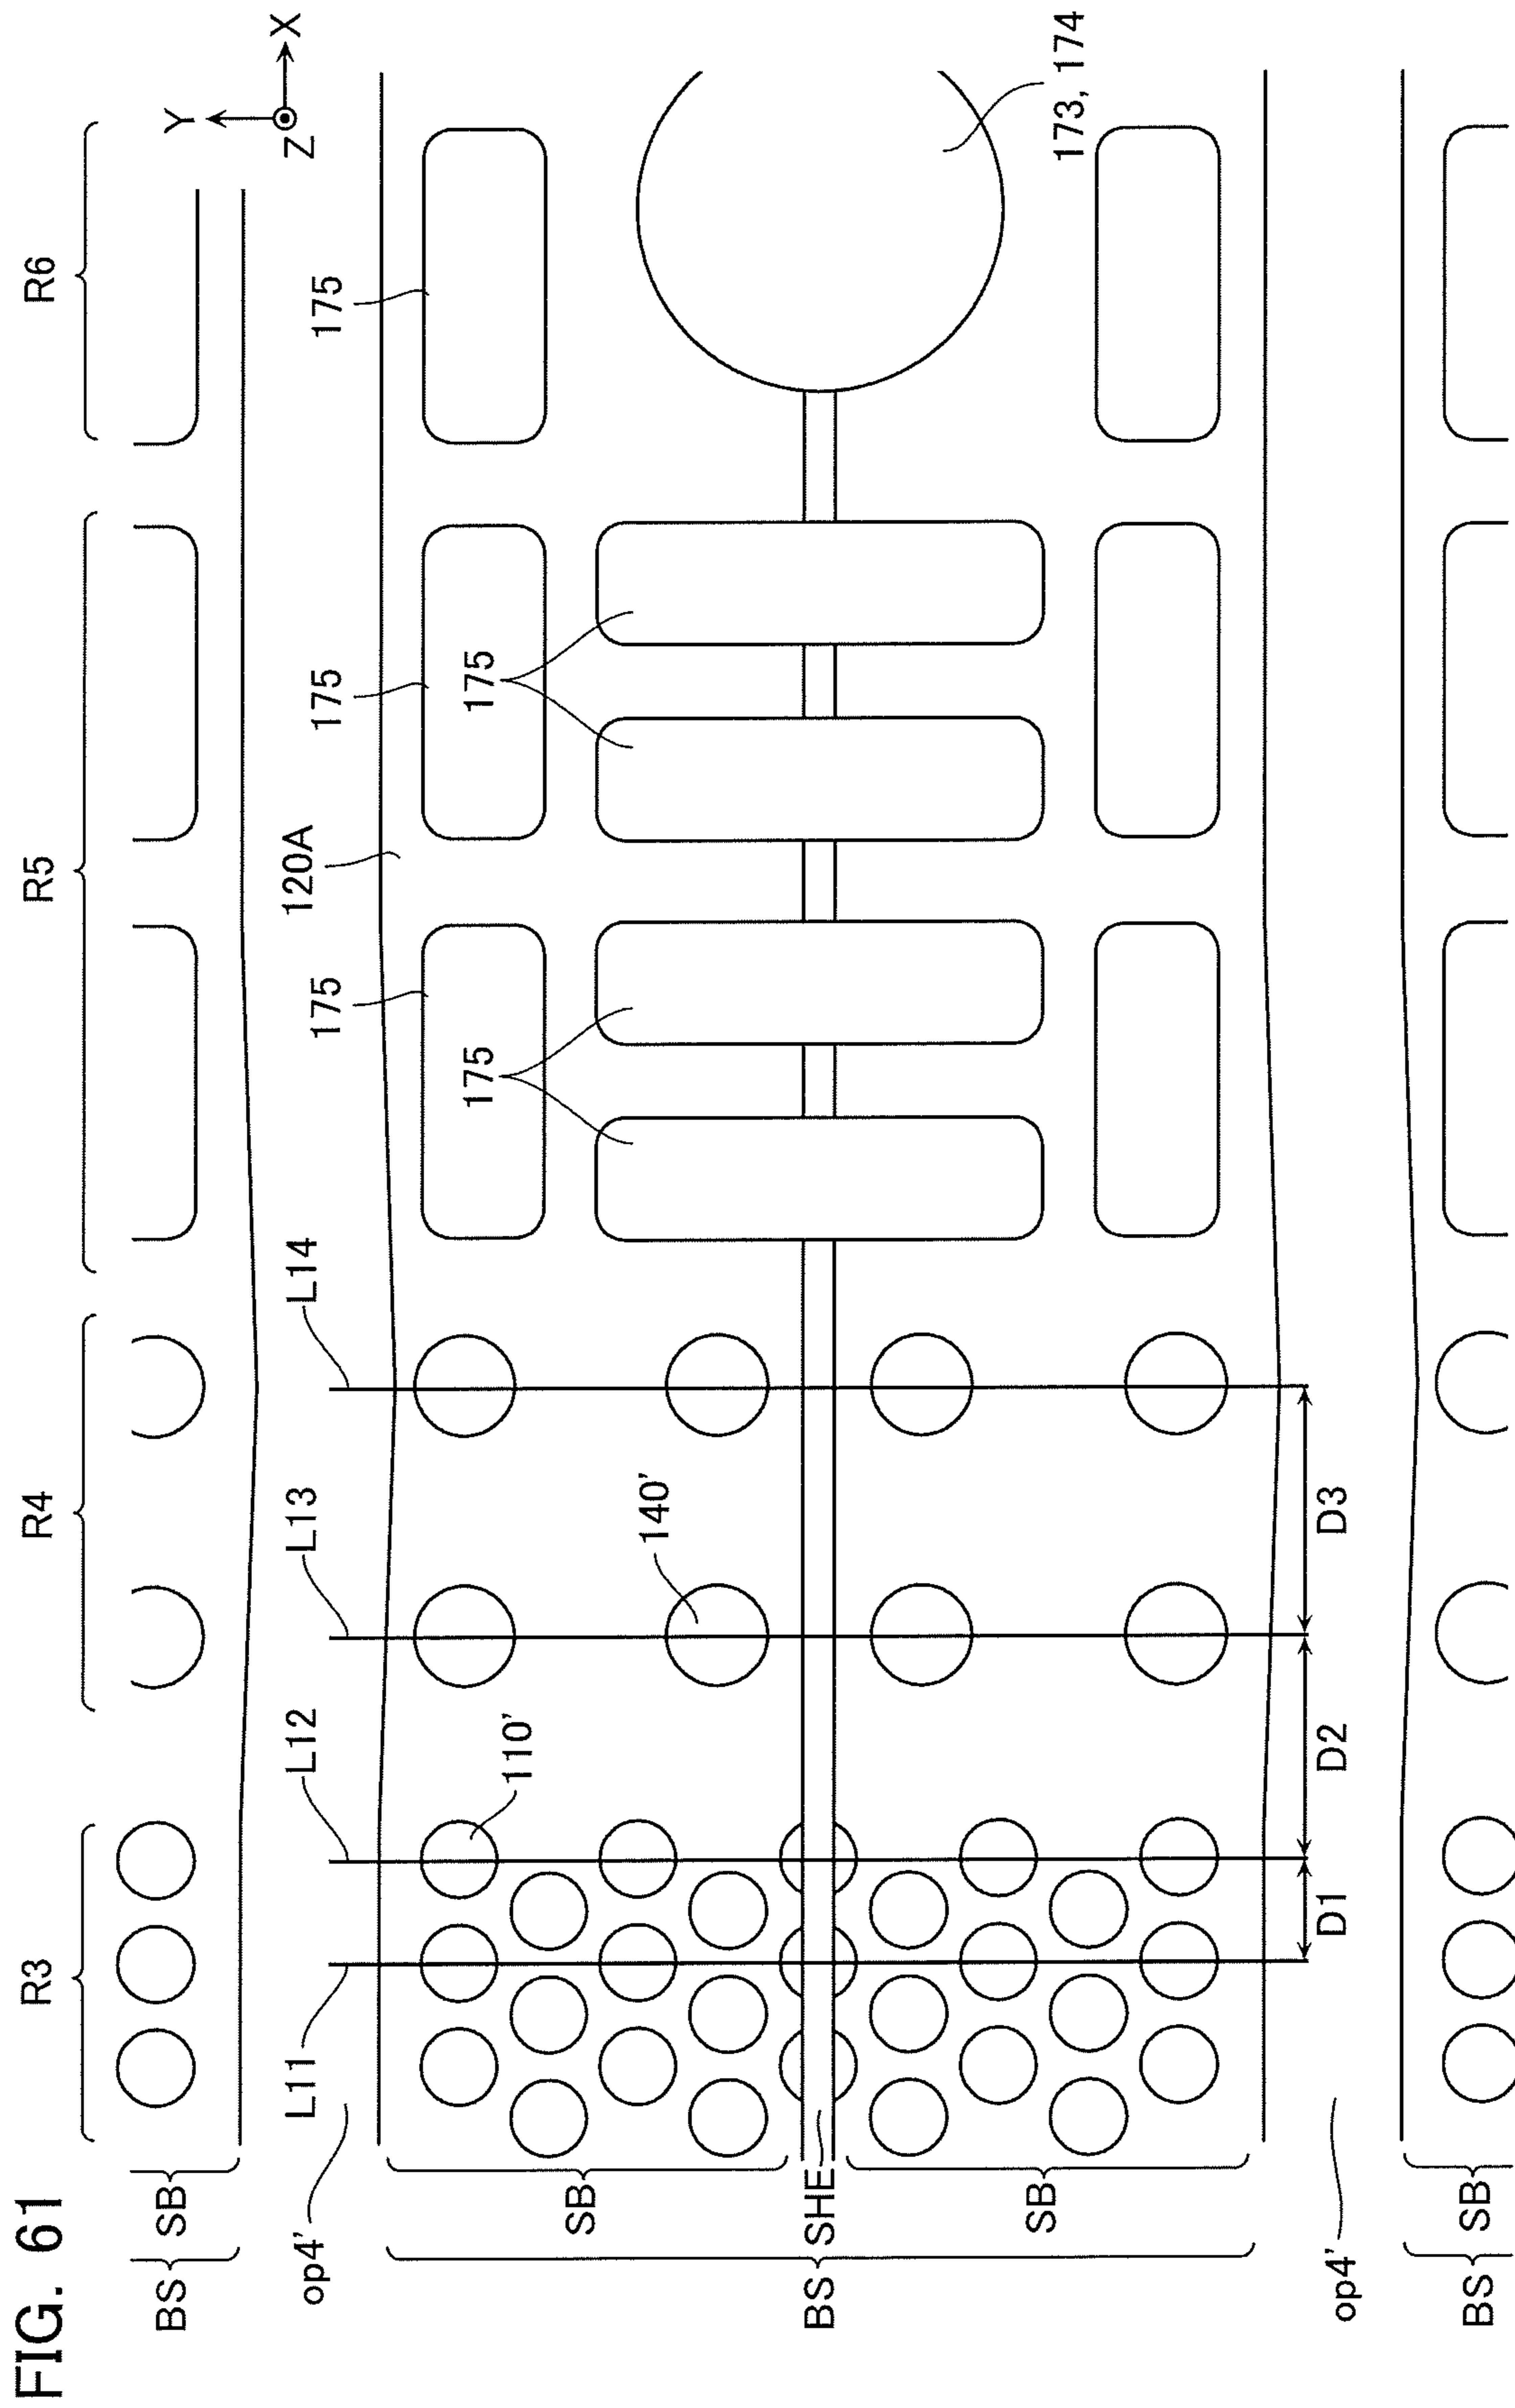 FIG. 61
R3
R4
R5
R6
Y
X
Z
BS
SB
op4'
L11
L12
L13
L14
120A
175
175
175
110'
140'
175
175
SB
BS
SHE
SB
173, 174
D1
D2
D3
op4'
BS
SB